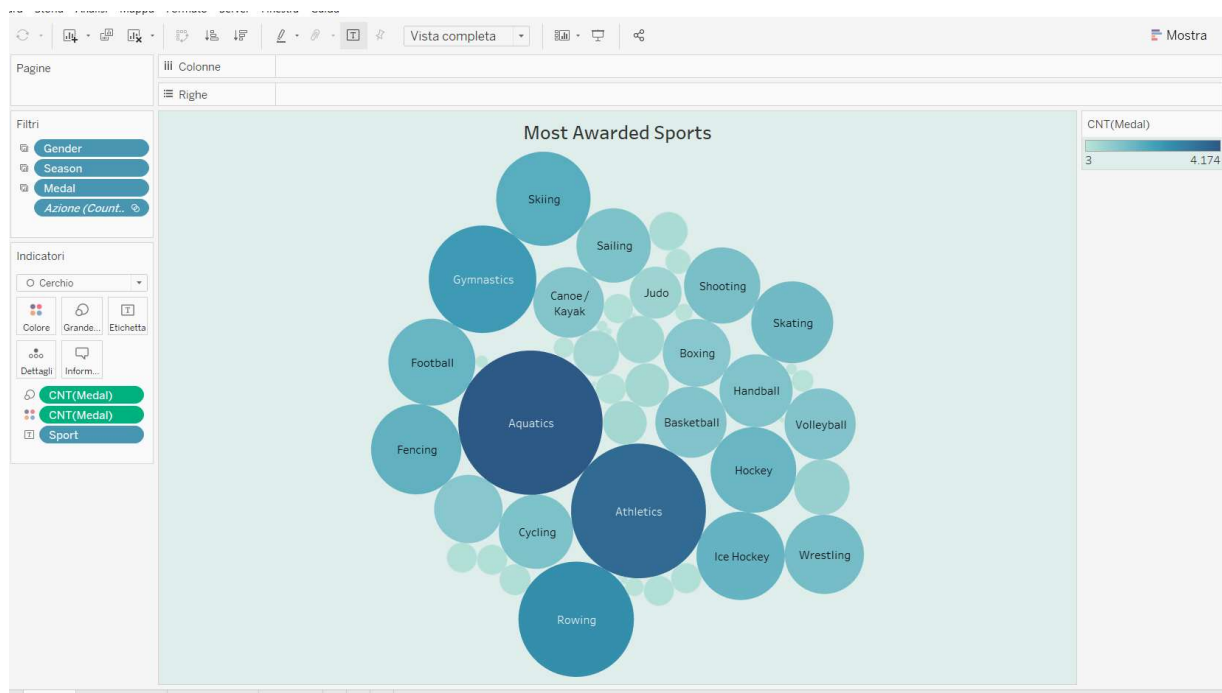 Vista completa
Mostra
Pagine
Colonne
Righe
Filtri
Gender
Season
Medal
Azione (Count..
Indicatori
Cerchio
Colore
Grande...
Etichetta
Dettagli
Inform...
CNT(Medal)
CNT(Medal)
Sport
Most Awarded Sports
Skiing
Sailing
Gymnastics
Canoe /
Kayak
Judo
Shooting
Skating
Football
Boxing
Handball
Aquatics
Basketball
Volleyball
Fencing
Hockey
Athletics
Cycling
Ice Hockey
Wrestling
Rowing
CNT(Medal)
3 4.174